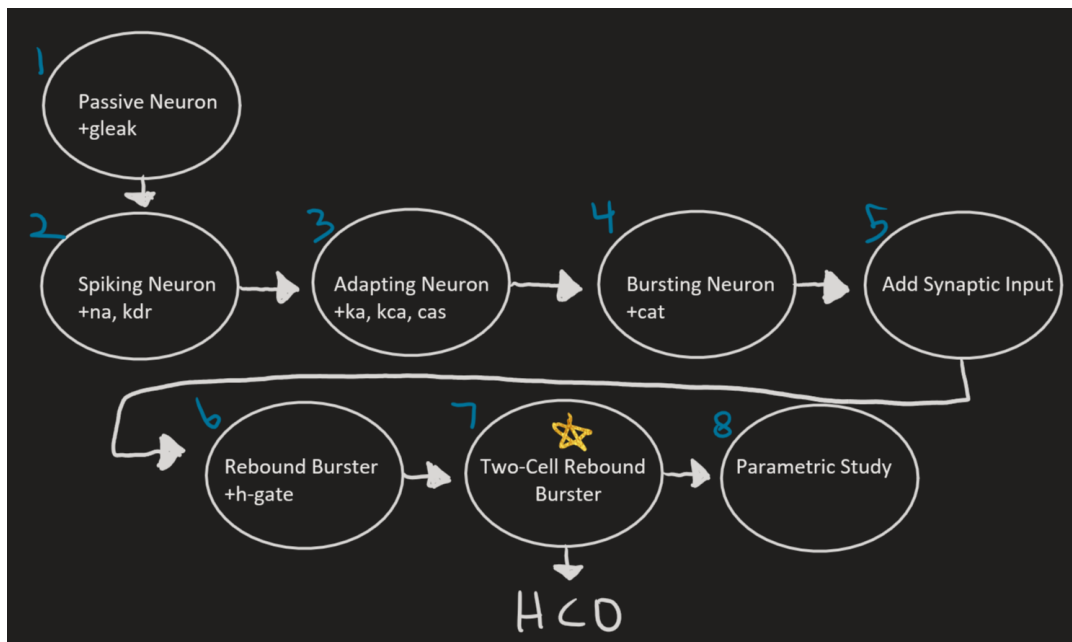 1
Passive Neuron
+gleak
2
Spiking Neuron
+na, kdr
3
Adapting Neuron
+ka, kca, cas
4
Bursting Neuron
+cat
5
Add Synaptic Input
6
Rebound Burster
+h-gate
7
Two-Cell Rebound
Burster
8
Parametric Study
HCO